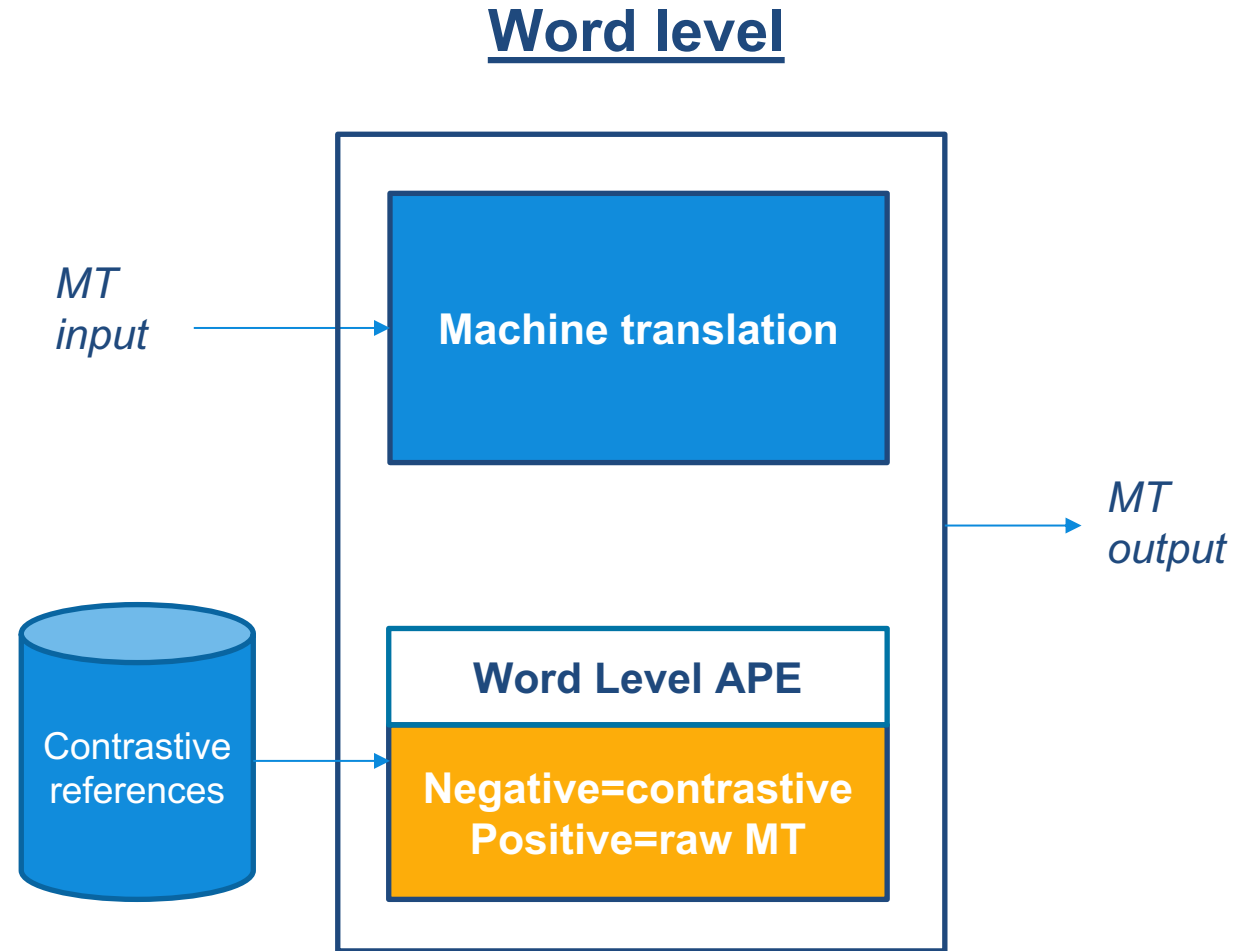 Word level
MT
input
Machine translation
MT
output
Contrastive
references
Word Level APE
Negative=contrastive
Positive=raw MT